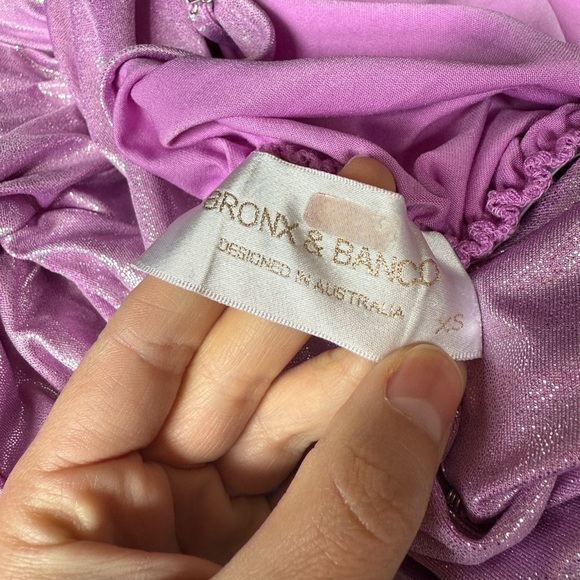 BRONX & BANCO
DESIGNED IN AUSTRALIA
XS